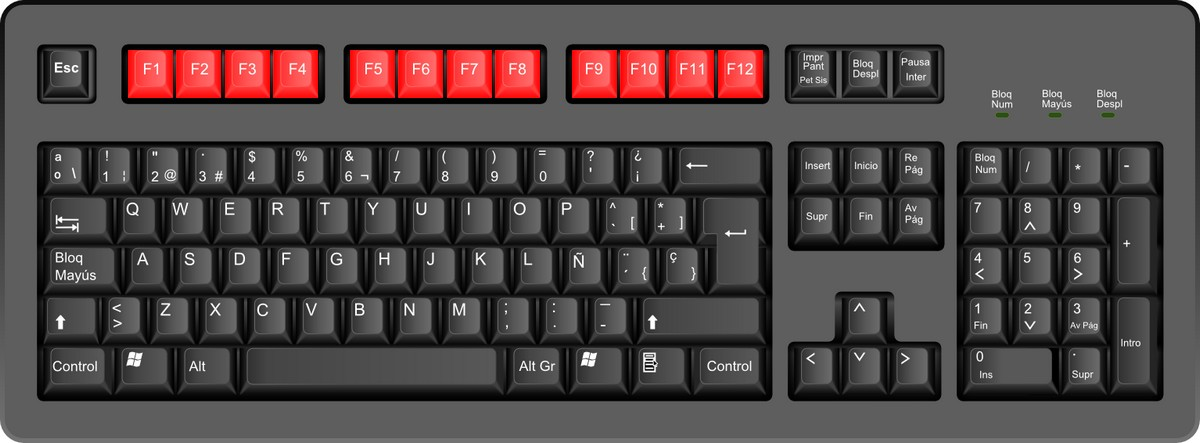 Esc F1 F2 F3 F4 F5 F6 F7 F8 F9 F10 F11 F12
Impr
Pant
Pet Sis
Bloq
Despl
Pausa
Inter
Bloq
Num
Bloq
Mayús
Bloq
Despl
a ! " · $ % & / ( ) = ? ¿
o \ 1 ¦ 2 @ 3 # 4 5 6 ¬ 7 8 9 0 ' ¡ ←
Q W E R T Y U I O P ^ *
` [ + ]
Bloq
Mayús
A S D F G H J K L Ñ ¨ ç
´ { }
< Z X C V B N M ; : _
> , . -
Control Alt Alt Gr Control
Insert Inicio Re
Pág
Supr Fin Av
Pág
^
< v >
Bloq
Num
/ * -
7 8 9
^
+
4 5 6
< >
1 2 3
Fin v Av Pág
Intro
0 .
Ins Supr